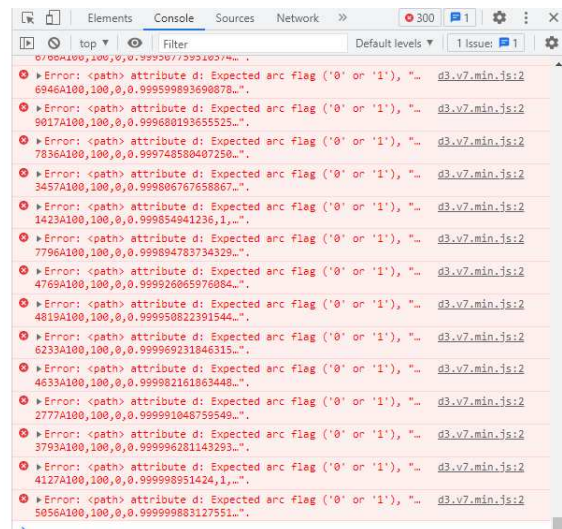 Elements Console Sources Network » 300 1
top ▼ Filter Default levels ▼ 1 Issue: 1
▶Error: <path> attribute d: Expected arc flag ('0' or '1'), "… d3.v7.min.js:2
6946A100,100,0,0.999599893690878…".
▶Error: <path> attribute d: Expected arc flag ('0' or '1'), "… d3.v7.min.js:2
9017A100,100,0,0.999680193655525…".
▶Error: <path> attribute d: Expected arc flag ('0' or '1'), "… d3.v7.min.js:2
7836A100,100,0,0.999748580407250…".
▶Error: <path> attribute d: Expected arc flag ('0' or '1'), "… d3.v7.min.js:2
3457A100,100,0,0.999806767658867…".
▶Error: <path> attribute d: Expected arc flag ('0' or '1'), "… d3.v7.min.js:2
1423A100,100,0,0.999854941236,1,…".
▶Error: <path> attribute d: Expected arc flag ('0' or '1'), "… d3.v7.min.js:2
7796A100,100,0,0.999894783734329…".
▶Error: <path> attribute d: Expected arc flag ('0' or '1'), "… d3.v7.min.js:2
4769A100,100,0,0.999926065976084…".
▶Error: <path> attribute d: Expected arc flag ('0' or '1'), "… d3.v7.min.js:2
4819A100,100,0,0.999950822391544…".
▶Error: <path> attribute d: Expected arc flag ('0' or '1'), "… d3.v7.min.js:2
6233A100,100,0,0.999969231846315…".
▶Error: <path> attribute d: Expected arc flag ('0' or '1'), "… d3.v7.min.js:2
4633A100,100,0,0.999982161863448…".
▶Error: <path> attribute d: Expected arc flag ('0' or '1'), "… d3.v7.min.js:2
2777A100,100,0,0.999991048759549…".
▶Error: <path> attribute d: Expected arc flag ('0' or '1'), "… d3.v7.min.js:2
3793A100,100,0,0.999996281143293…".
▶Error: <path> attribute d: Expected arc flag ('0' or '1'), "… d3.v7.min.js:2
4127A100,100,0,0.999998951424,1,…".
▶Error: <path> attribute d: Expected arc flag ('0' or '1'), "… d3.v7.min.js:2
5056A100,100,0,0.999999883127551…".